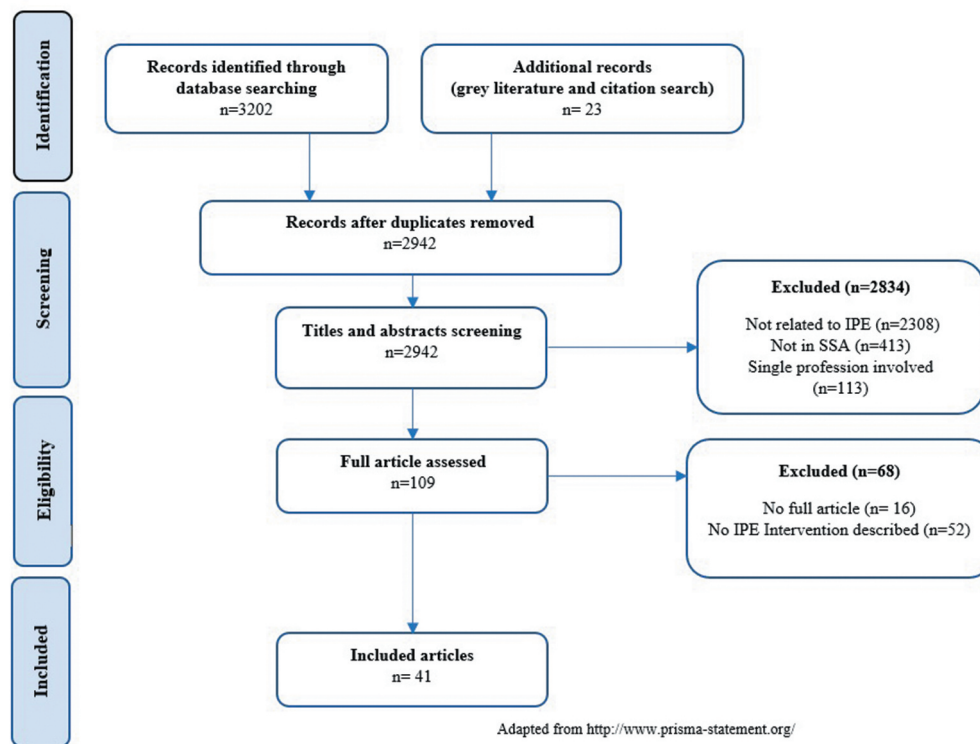 Identification
Records identified through
database searching
n=3202
Additional records
(grey literature and citation search)
n= 23
Screening
Records after duplicates removed
n=2942
Titles and abstracts screening
n=2942
Excluded (n=2834)
Not related to IPE (n=2308)
Not in SSA (n=413)
Single profession involved
(n=113)
Eligibility
Full article assessed
n=109
Excluded (n=68)
No full article (n= 16)
No IPE Intervention described (n=52)
Included
Included articles
n= 41
Adapted from http://www.prisma-statement.org/